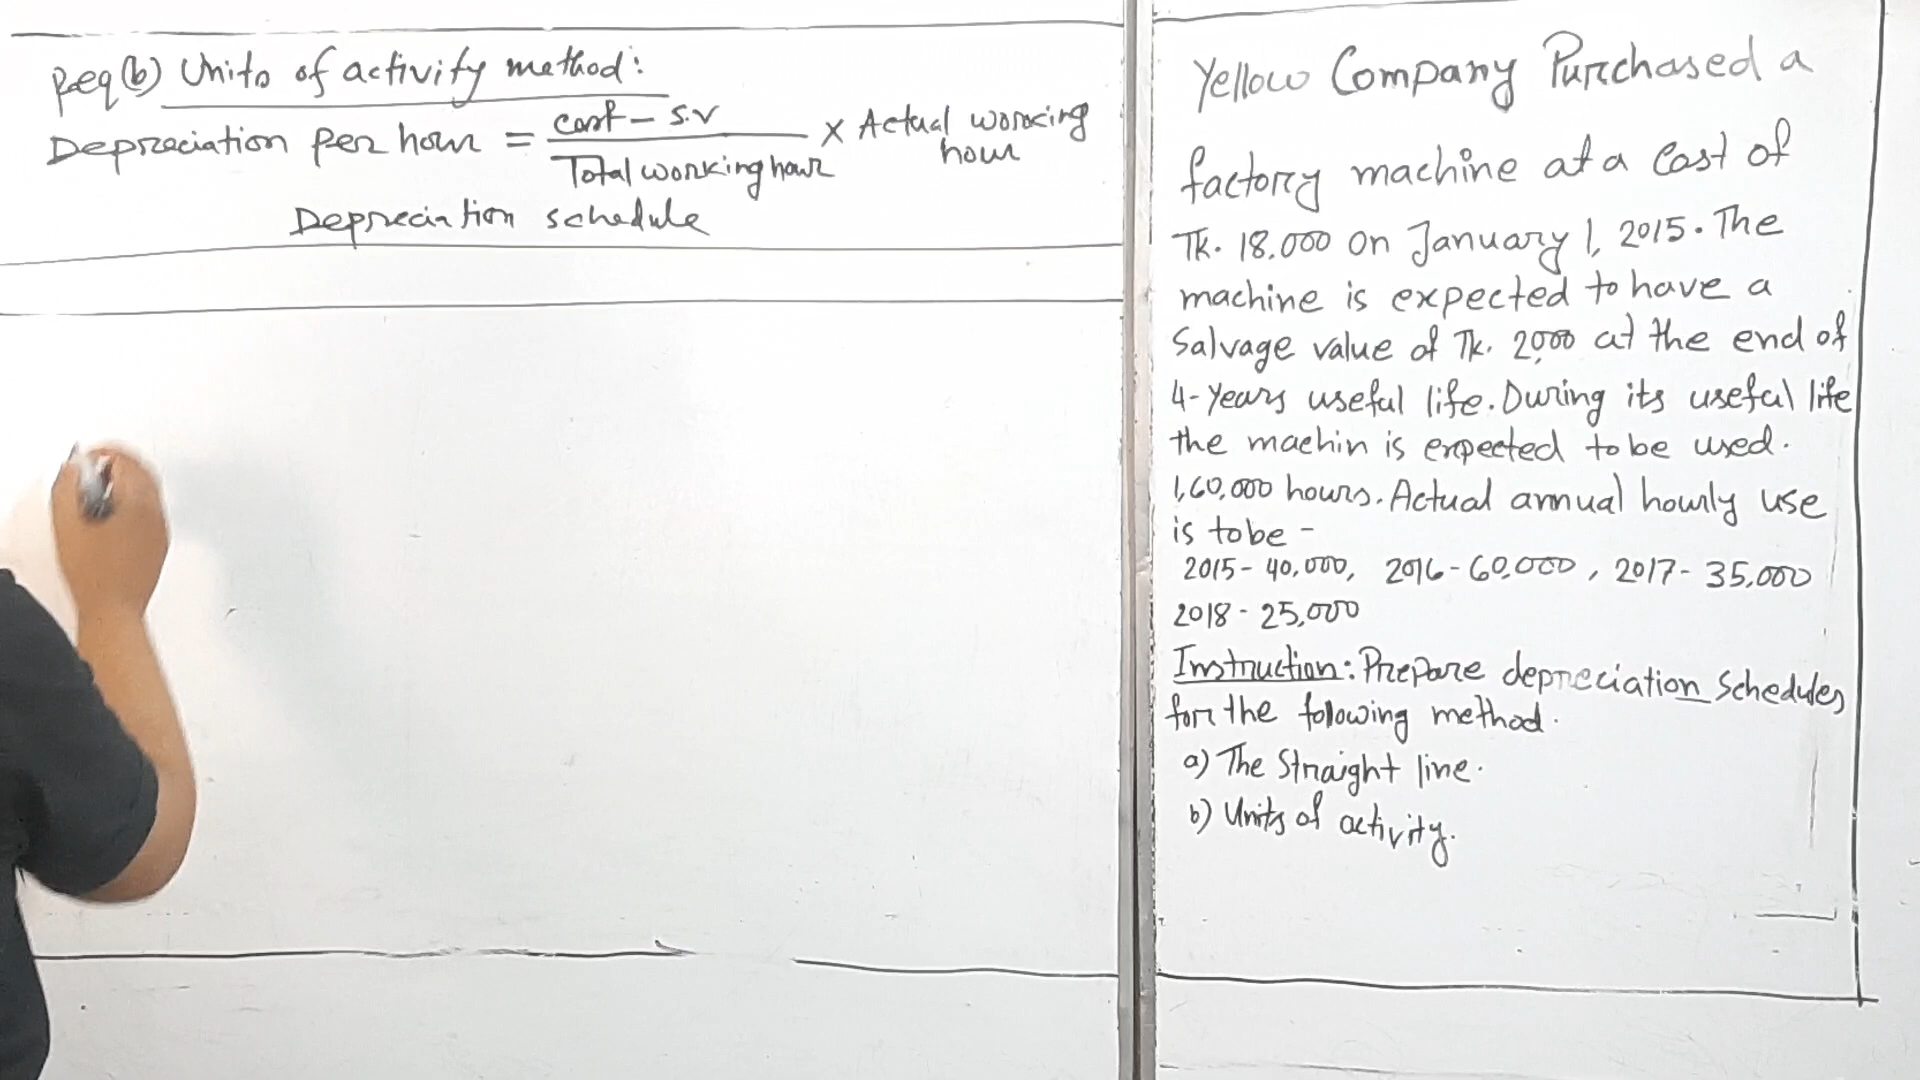 Req (b) Units of activity method:
Depreciation per hour = cost - S.V / Total working hour × Actual working hour
Depreciation schedule
Yellow Company Purchased a
factory machine at a Cost of
Tk. 18.000 on January 1, 2015. The
machine is expected to have a
Salvage value of Tk. 2,000 at the end of
4-Years useful life. During its useful life
the machin is expected to be used.
1,60,000 hours. Actual annual hourly use
is to be -
2015 - 40,000, 2016 - 60,000, 2017 - 35,000
2018 - 25,000
Instruction: Prepare depreciation Schedules
for the folowing method.
a) The Straight line.
b) Units of activity.